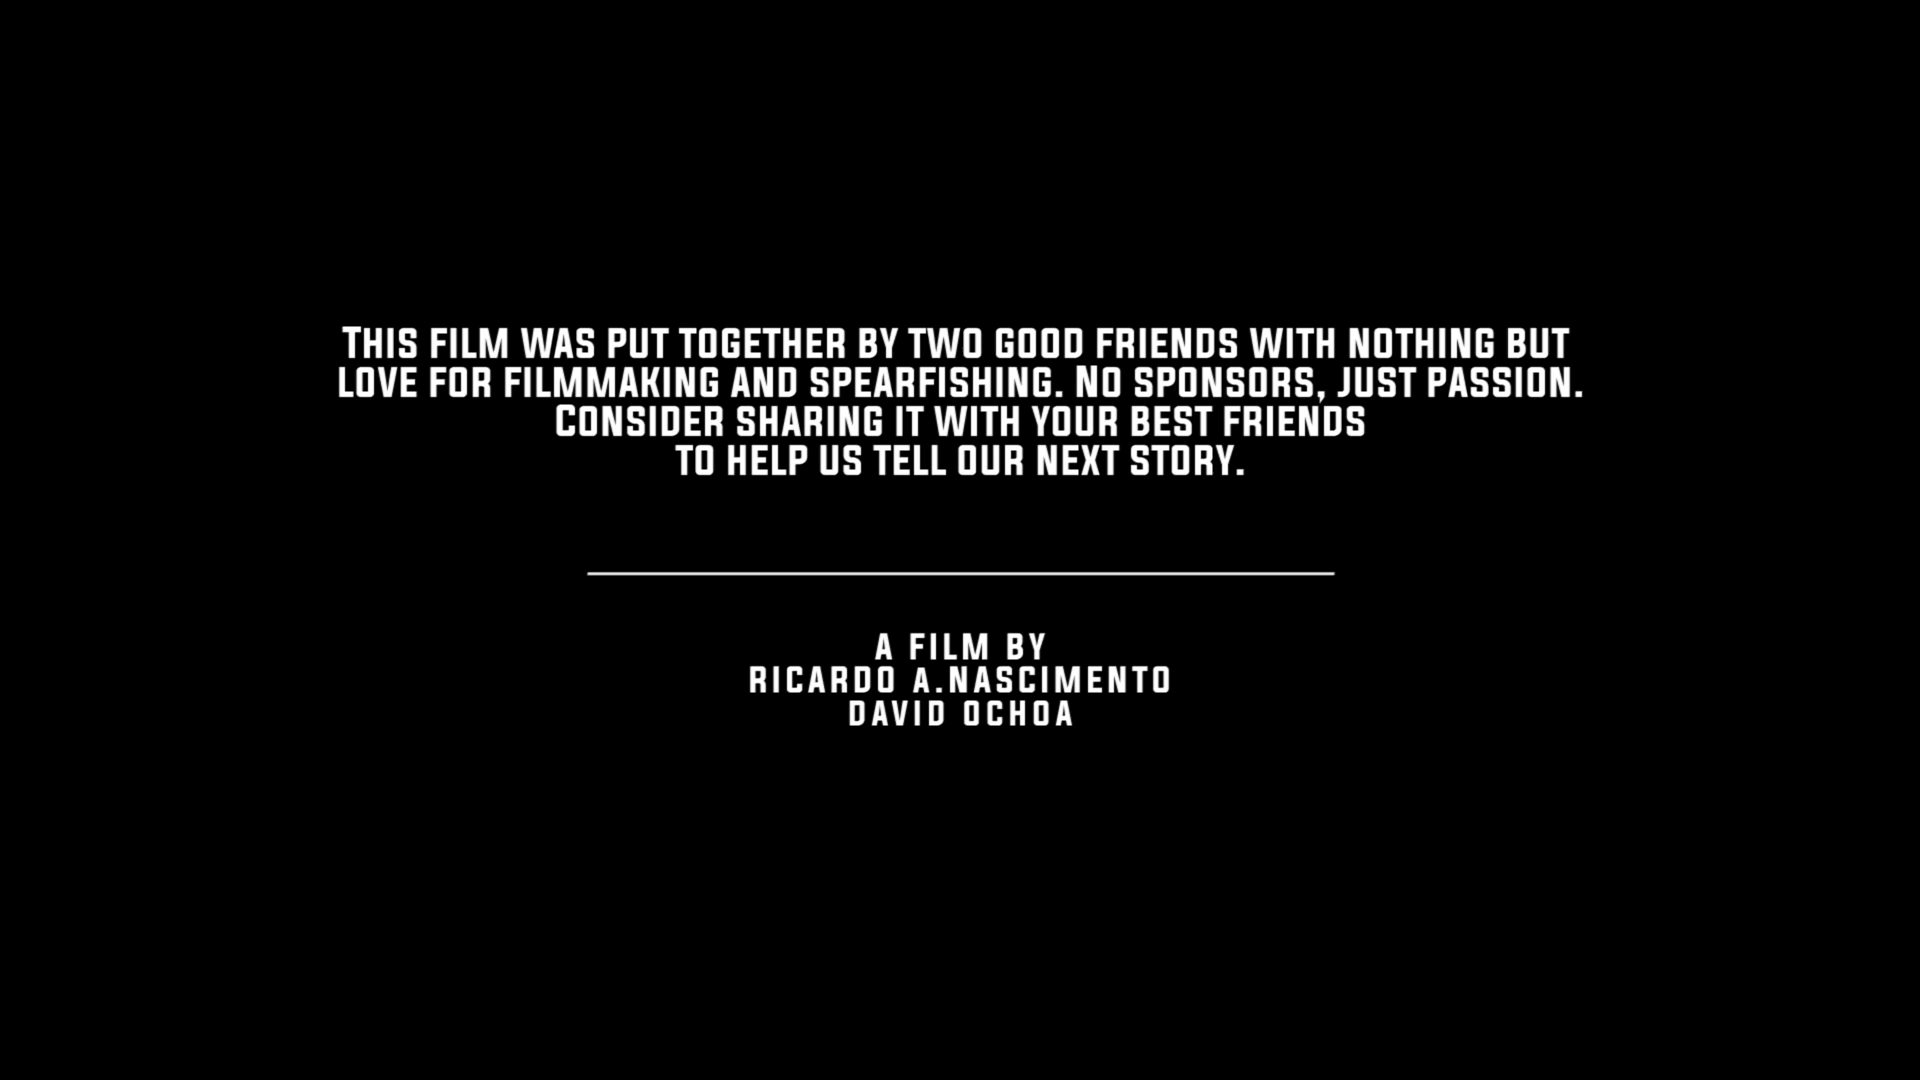 This film was put together by two good friends with nothing but
love for filmmaking and spearfishing. No sponsors, just passion.
Consider sharing it with your best friends
to help us tell our next story.
A FILM BY
RICARDO A.NASCIMENTO
DAVID OCHOA